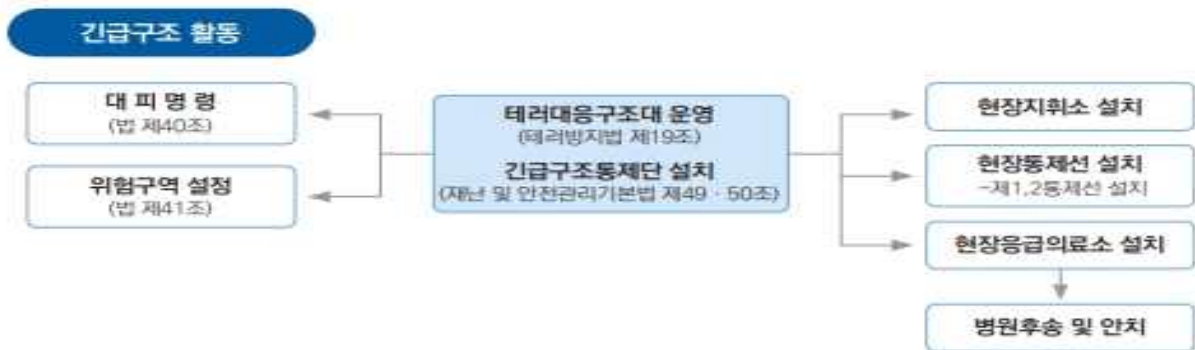 긴급구조 활동
대 피 명 령
(법 제40조)
위험구역 설정
(법 제41조)
테러대응구조대 운영
(테러방지법 제19조)
긴급구조통제단 설치
(재난 및 안전관리기본법 제49 · 50조)
현장지휘소 설치
현장통제선 설치
-제1,2통제선 설치
현장응급의료소 설치
병원후송 및 안치